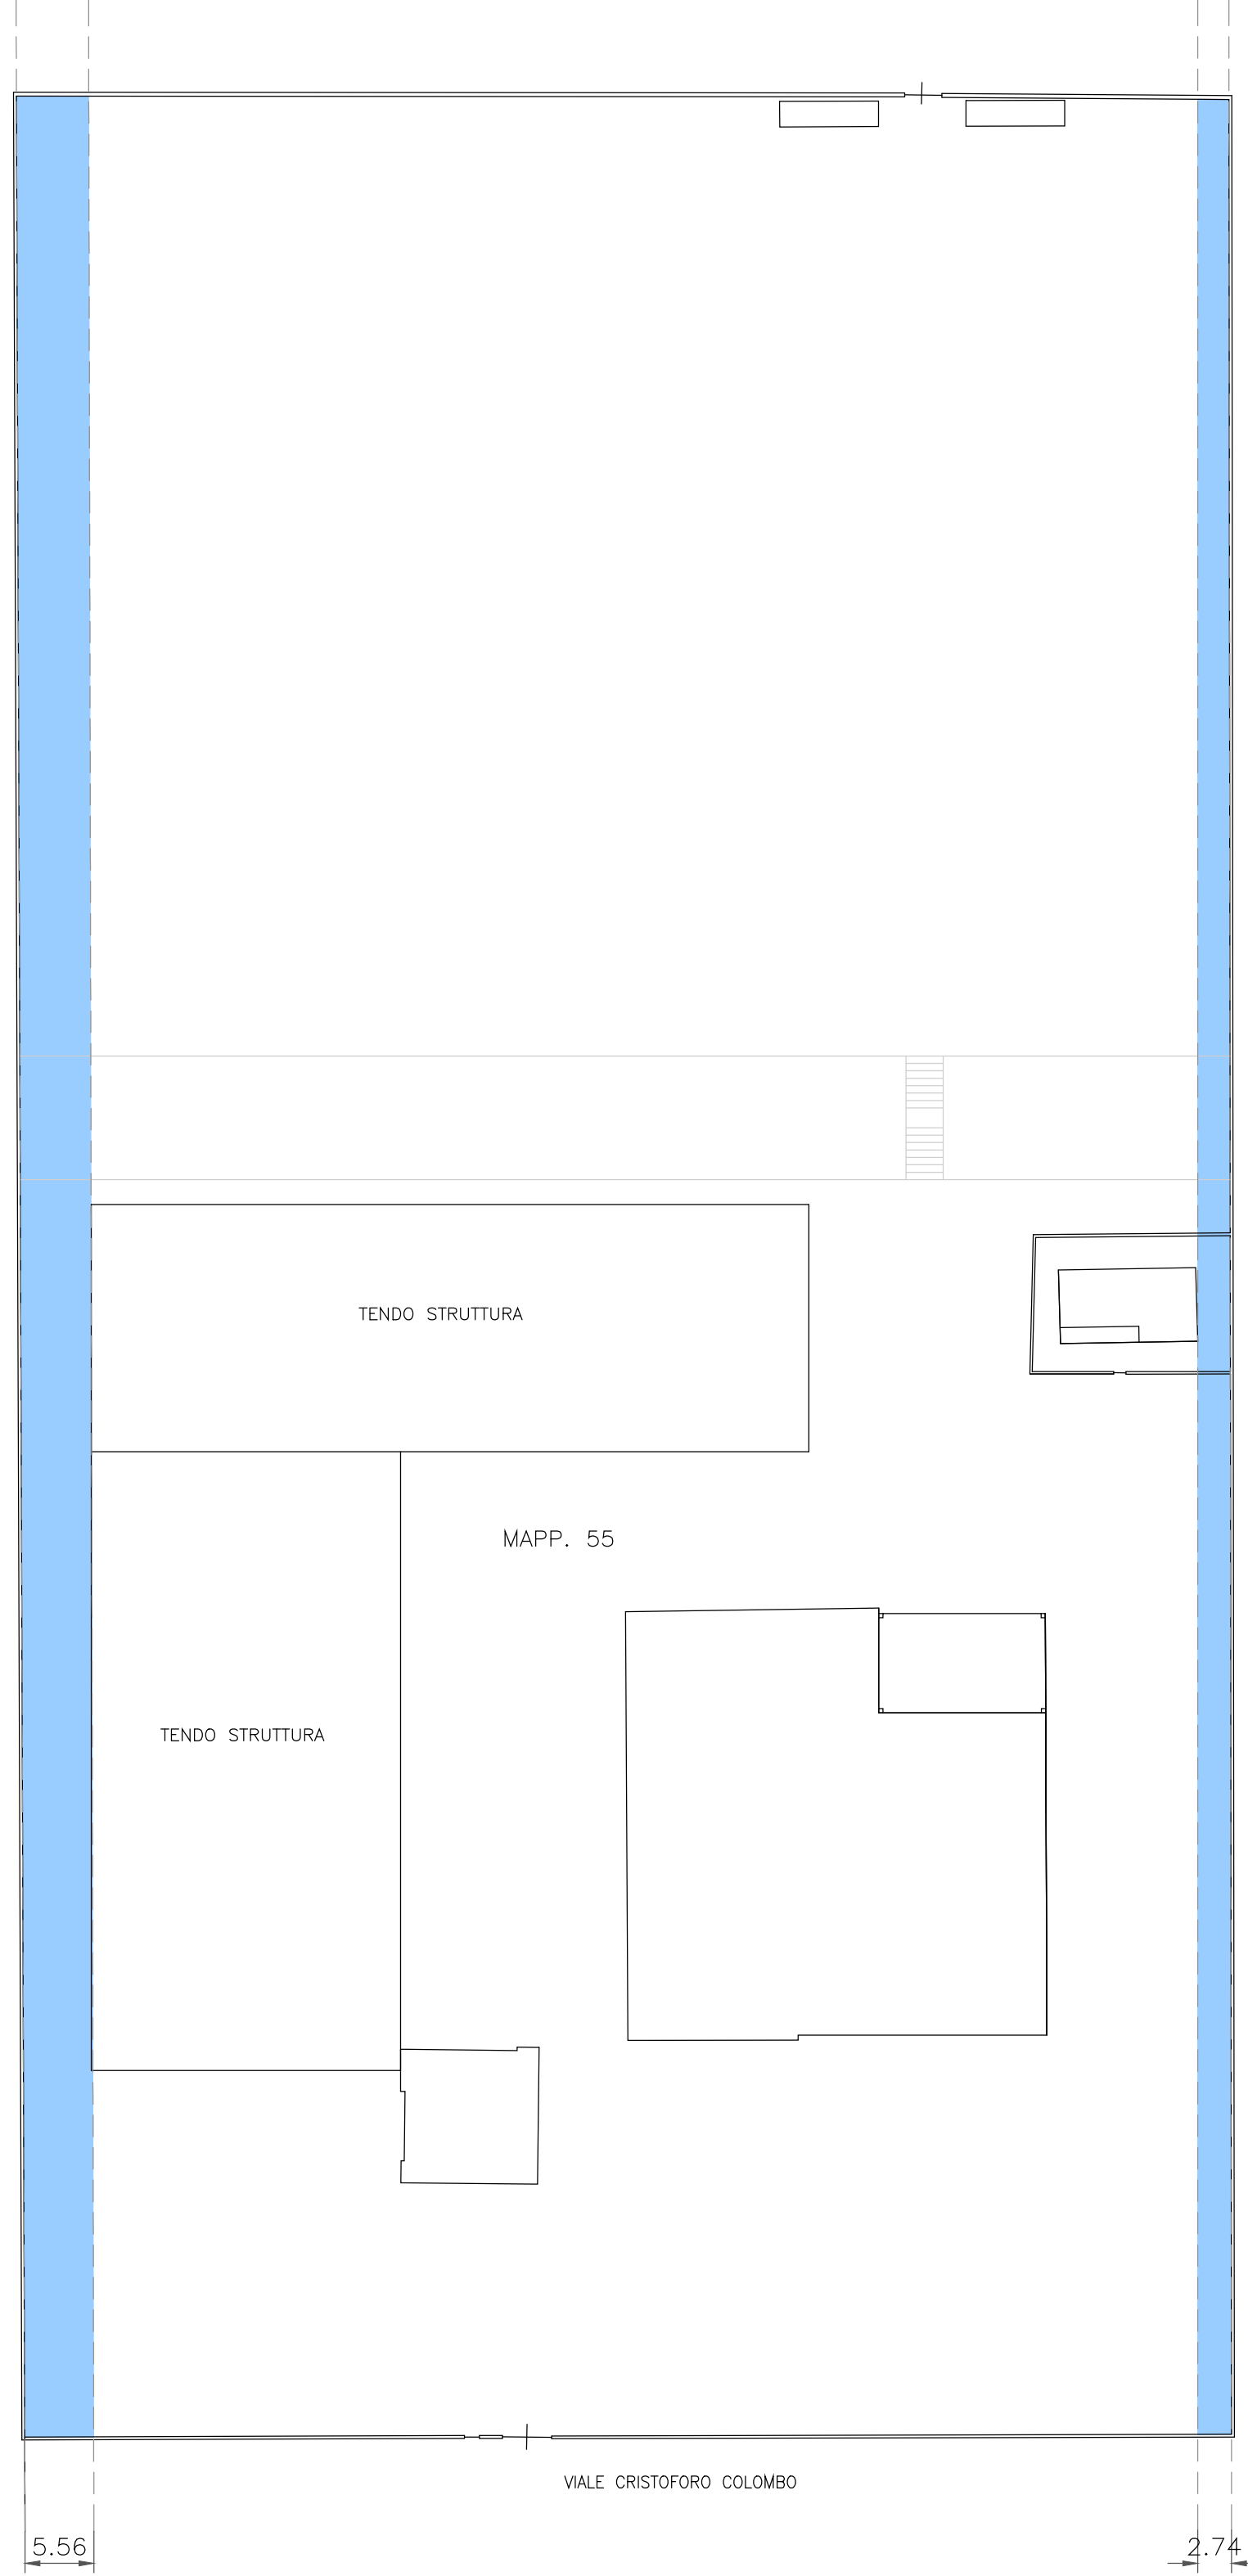 TENDO STRUTTURA
MAPP. 55
TENDO STRUTTURA
VIALE CRISTOFORO COLOMBO
5.56
2.74